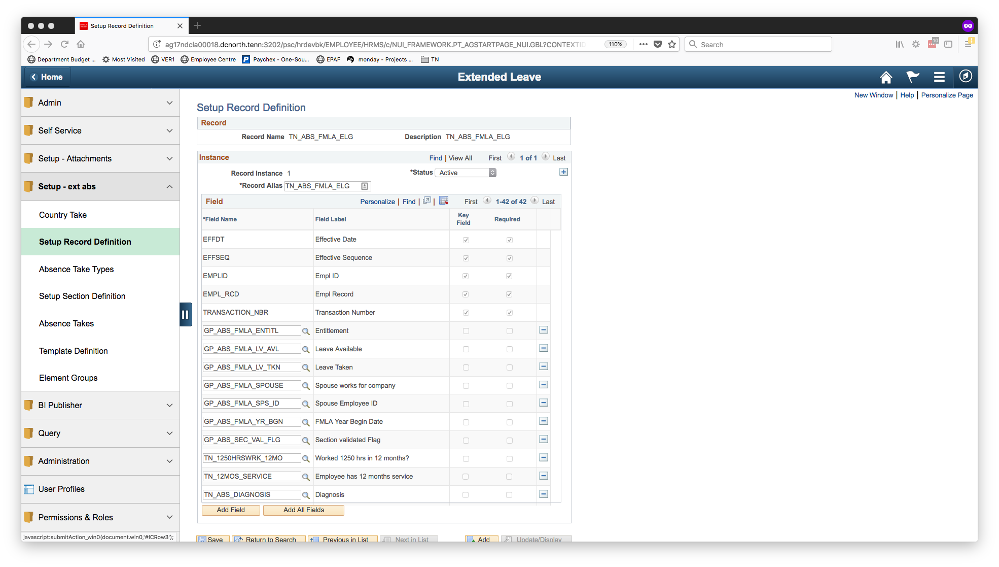 Setup Record Definition
ag17ndcla00018.dcnorth.tenn:3202/psc/hrdevbk/EMPLOYEE/HRMS/c/NUI_FRAMEWORK.PT_AGSTARTPAGE_NUI.GBL?CONTEXTID
110%
Search
10
Department Budget ...
Most Visited
VER1
Employee Centre
Paychex - One-Sou...
EPAF
monday - Projects ...
TN
Home
Extended Leave
New Window | Help | Personalize Page
Admin
Self Service
Setup - Attachments
Setup - ext abs
Country Take
Setup Record Definition
Absence Take Types
Setup Section Definition
Absence Takes
Template Definition
Element Groups
BI Publisher
Query
Administration
User Profiles
Permissions & Roles
javascript:submitAction_win0(document.win0,'#ICRow3');
Setup Record Definition
Record
Record Name TN_ABS_FMLA_ELG Description TN_ABS_FMLA_ELG
Instance Find | View All First 1 of 1 Last
Record Instance 1 *Status Active
*Record Alias TN_ABS_FMLA_ELG
Field Personalize | Find | | First 1-42 of 42 Last
*Field Name Field Label Key Field Required
EFFDT Effective Date
EFFSEQ Effective Sequence
EMPLID Empl ID
EMPL_RCD Empl Record
TRANSACTION_NBR Transaction Number
GP_ABS_FMLA_ENTITL Entitlement
GP_ABS_FMLA_LV_AVL Leave Available
GP_ABS_FMLA_LV_TKN Leave Taken
GP_ABS_FMLA_SPOUSE Spouse works for company
GP_ABS_FMLA_SPS_ID Spouse Employee ID
GP_ABS_FMLA_YR_BGN FMLA Year Begin Date
GP_ABS_SEC_VAL_FLG Section validated Flag
TN_1250HRSWRK_12MO Worked 1250 hrs in 12 months?
TN_12MOS_SERVICE Employee has 12 months service
TN_ABS_DIAGNOSIS Diagnosis
Add Field Add All Fields
Save Return to Search Previous in List Next in List Add Update/Display